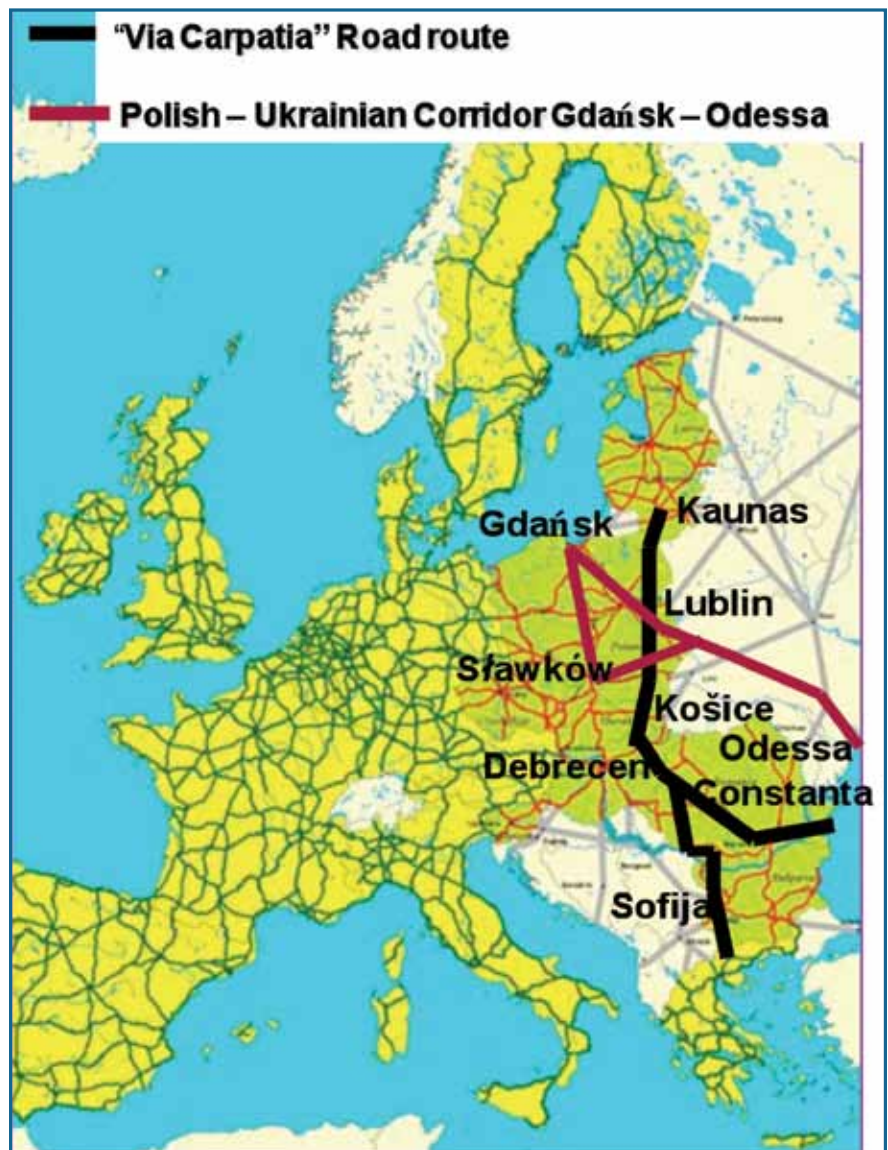 “Via Carpatia” Road route
Polish – Ukrainian Corridor Gdańsk – Odessa
Gdańsk
Kaunas
Lublin
Sławków
Košice
Odessa
Debrecen
Constanta
Sofija